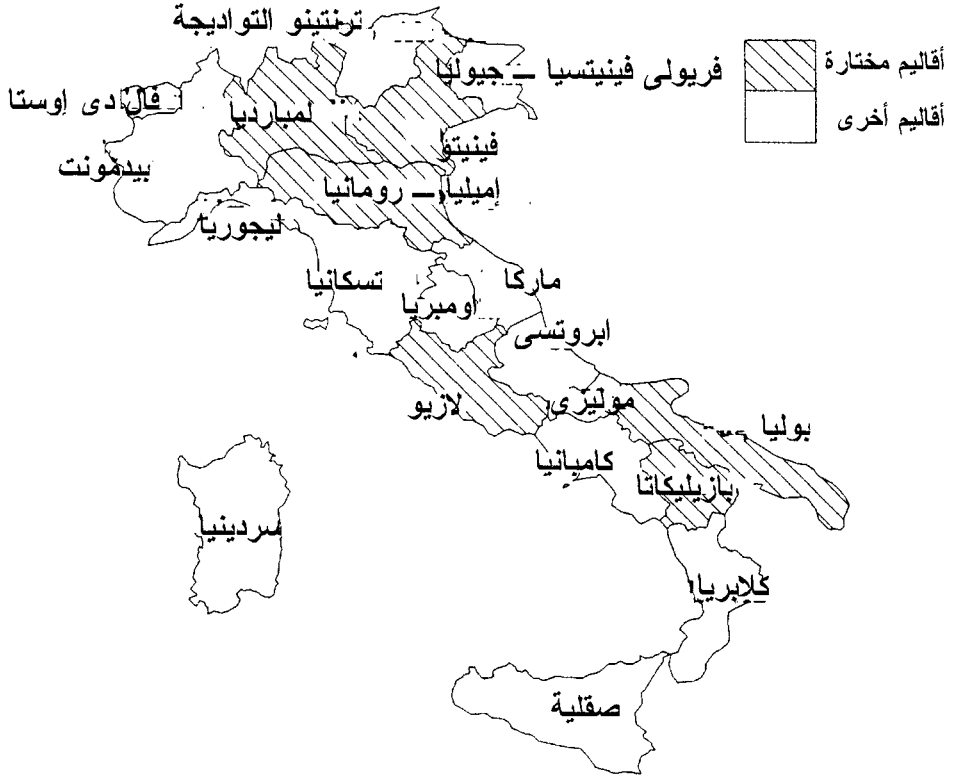 ترنتينو التواديجة
فريولى فينيتسيا – جيوليا
أقاليم مختارة
أقاليم أخرى
فال دى اوستا
لمبارديا
فينيتو
بيدمونت
إميليا – رومانيا
ليجوريا
تسكانيا
ماركا
اومبريا
ابروتسى
لازيو
موليزى
بوليا
كامبانيا
بازيليكاتا
سردينيا
كلابريا
صقلية